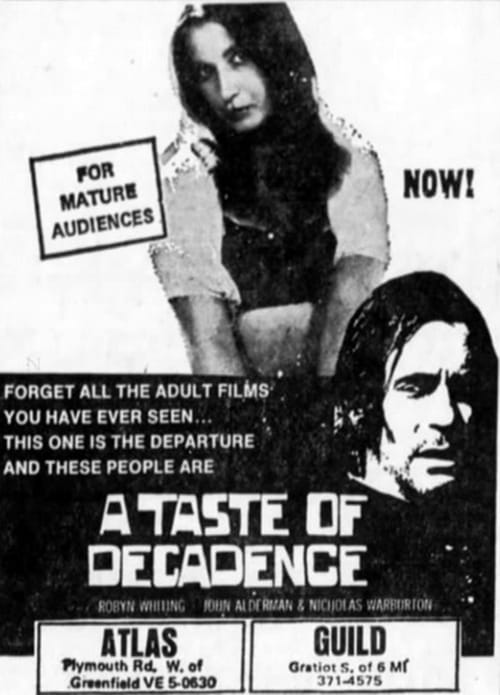 FOR
MATURE
AUDIENCES
NOW!
FORGET ALL THE ADULT FILMS
YOU HAVE EVER SEEN...
THIS ONE IS THE DEPARTURE
AND THESE PEOPLE ARE
A TASTE OF
DECADENCE
ROBYN WHITING JOHN ALDERMAN & NICHOLAS WARBURTON
ATLAS
Plymouth Rd, W. of
Greenfield VE 5-0630
GUILD
Gratiot S. of 6 MI
371-4575